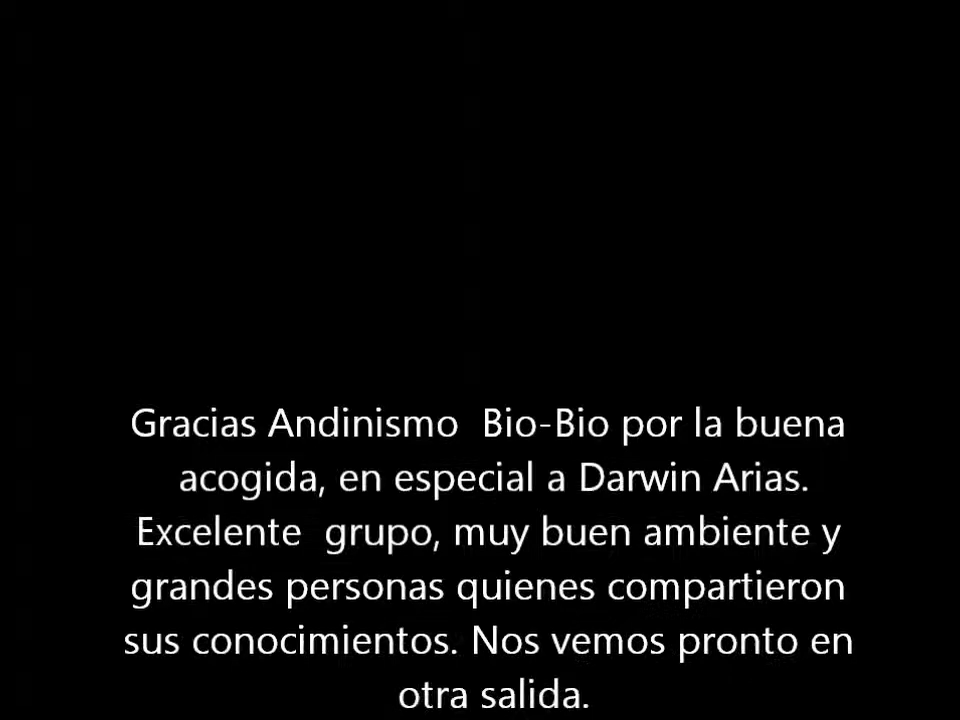 Gracias Andinismo  Bio-Bio por la buena
acogida, en especial a Darwin Arias.
Excelente  grupo, muy buen ambiente y
grandes personas quienes compartieron
sus conocimientos. Nos vemos pronto en
otra salida.